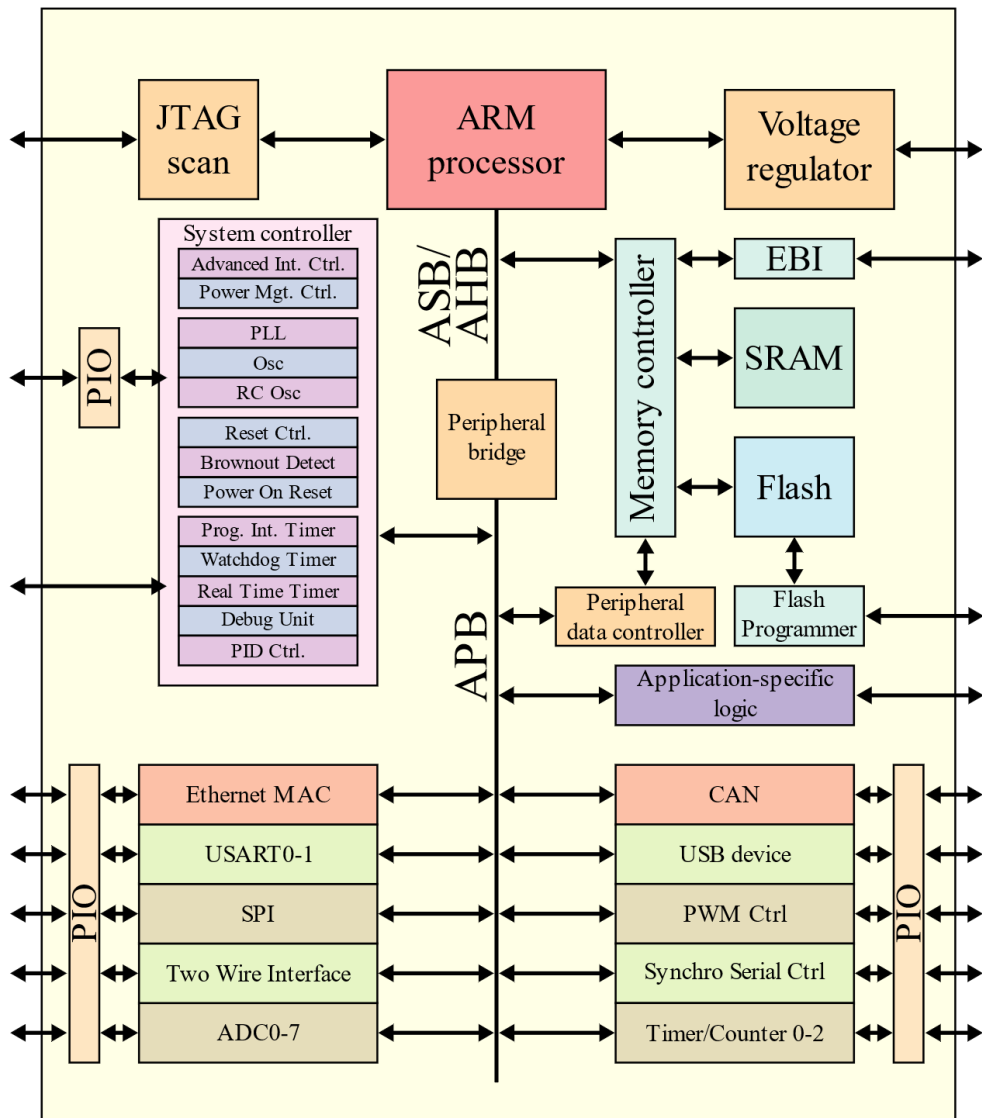 JTAG
scan
ARM
processor
Voltage
regulator
System controller
Advanced Int. Ctrl.
Power Mgt. Ctrl.
PLL
Osc
RC Osc
Reset Ctrl.
Brownout Detect
Power On Reset
Prog. Int. Timer
Watchdog Timer
Real Time Timer
Debug Unit
PID Ctrl.
PIO
ASB/
AHB
Peripheral
bridge
APB
Memory controller
EBI
SRAM
Flash
Peripheral
data controller
Flash
Programmer
Application-specific
logic
PIO
Ethernet MAC
USART0-1
SPI
Two Wire Interface
ADC0-7
CAN
USB device
PWM Ctrl
Synchro Serial Ctrl
Timer/Counter 0-2
PIO